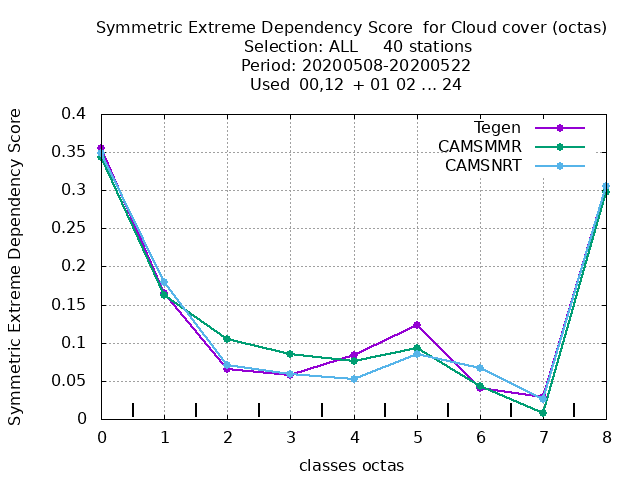 Symmetric Extreme Dependency Score  for Cloud cover (octas)
Selection: ALL     40 stations
Period: 20200508-20200522
Used  00,12  + 01 02 ... 24
Symmetric Extreme Dependency Score
0.4
0.35
0.3
0.25
0.2
0.15
0.1
0.05
0
Tegen
CAMSMMR
CAMSNRT
0 1 2 3 4 5 6 7 8
classes octas